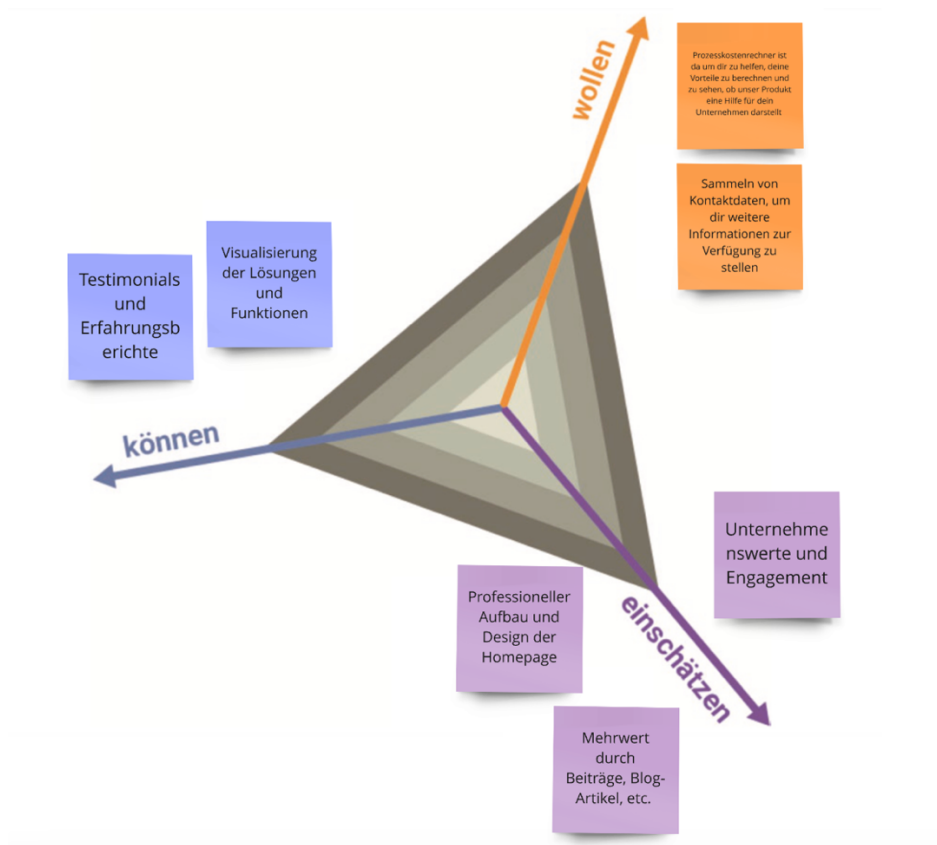 wollen
Prozesskostenrechner ist
da um dir zu helfen, deine
Vorteile zu berechnen und
zu sehen, ob unser Produkt
eine Hilfe für dein
Unternehmen darstellt
Sammeln von
Kontaktdaten, um
dir weitere
Informationen zur
Verfügung zu
stellen
Visualisierung
der Lösungen
und
Funktionen
Testimonials
und
Erfahrungsb
erichte
können
Unternehme
nswerte und
Engagement
Professioneller
Aufbau und
Design der
Homepage
einschätzen
Mehrwert
durch
Beiträge, Blog-
Artikel, etc.